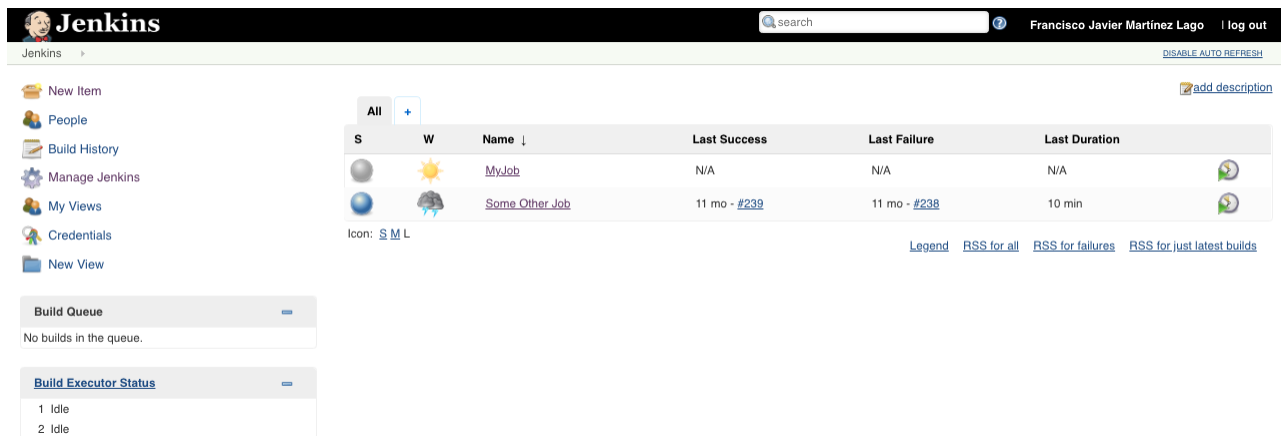 Jenkins
search
Francisco Javier Martínez Lago | log out
Jenkins
DISABLE AUTO REFRESH
New Item
People
Build History
Manage Jenkins
My Views
Credentials
New View
Build Queue
No builds in the queue.
Build Executor Status
1 Idle
2 Idle
add description
All +
S W Name ↓ Last Success Last Failure Last Duration
MyJob N/A N/A N/A
Some Other Job 11 mo - #239 11 mo - #238 10 min
Icon: S M L
Legend RSS for all RSS for failures RSS for just latest builds